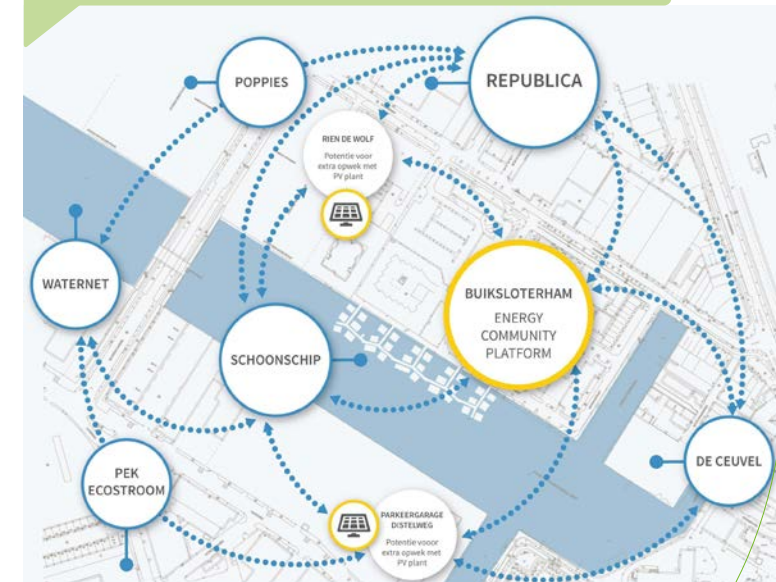 POPPIES
REPUBLICA
RIEN DE WOLF
Potentie voor
extra opwek met
PV plant
WATERNET
BUIKSLOTERHAM
ENERGY
COMMUNITY
PLATFORM
SCHOONSCHIP
DE CEUVEL
PEK
ECOSTROOM
PARKEERGARAGE
DISTELWEG
Potentie vooor
extra opwek met
PV plant